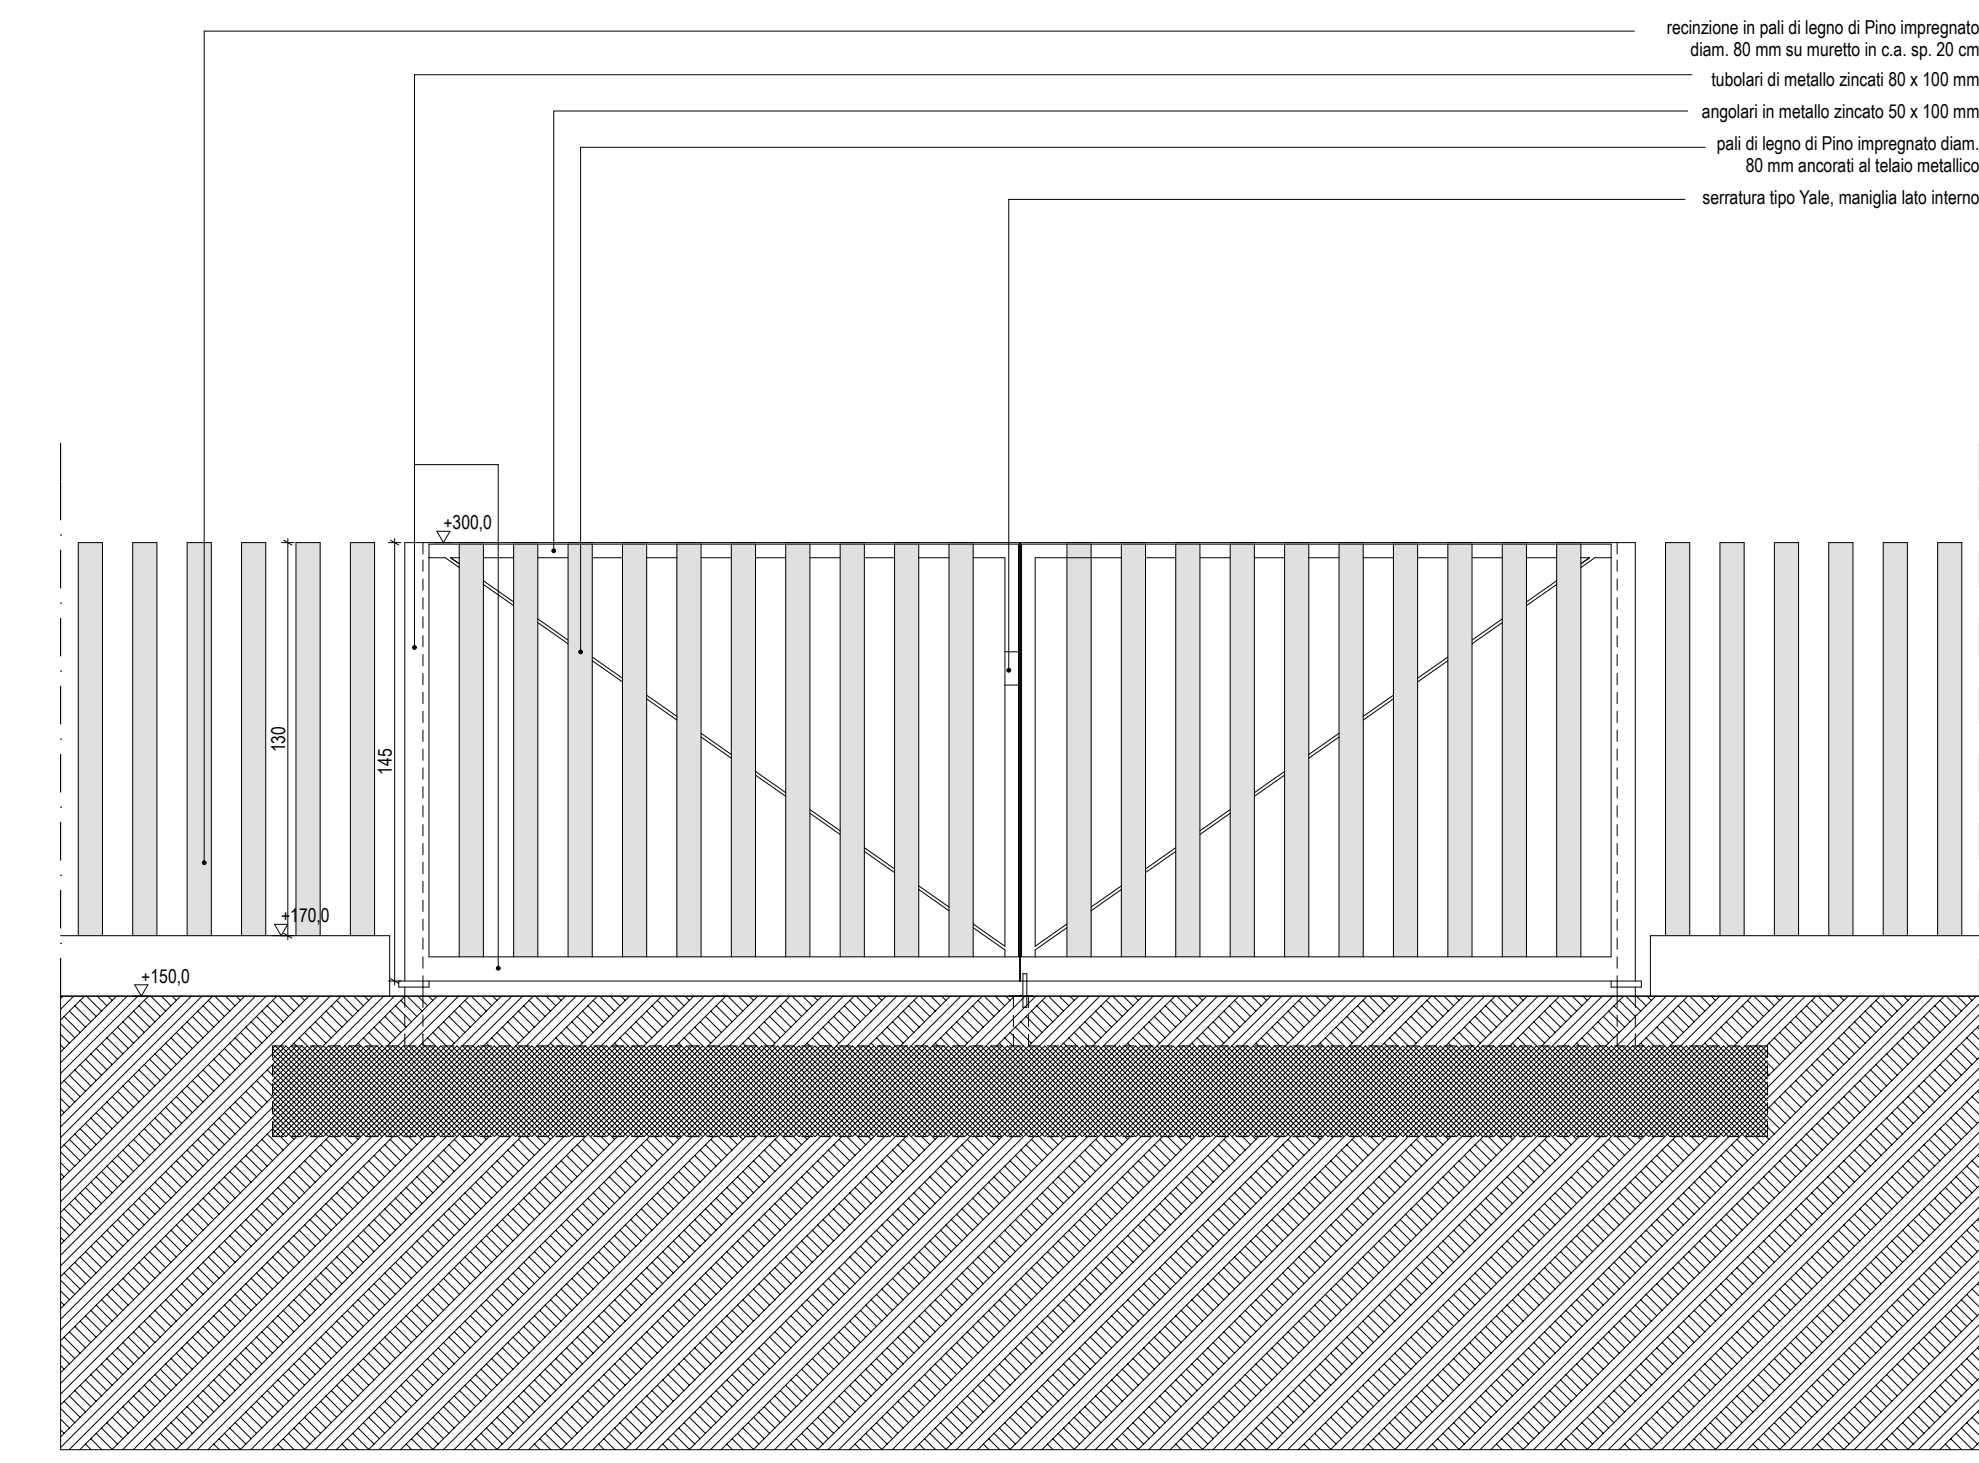 recinzione in pali di legno di Pino impregnato
diam. 80 mm su muretto in c.a. sp. 20 cm
tubolari di metallo zincati 80 x 100 mm
angolari in metallo zincato 50 x 100 mm
pali di legno di Pino impregnato diam.
80 mm ancorati al telaio metallico
serratura tipo Yale, maniglia lato interno
+300,0
130
145
+170,0
+150,0